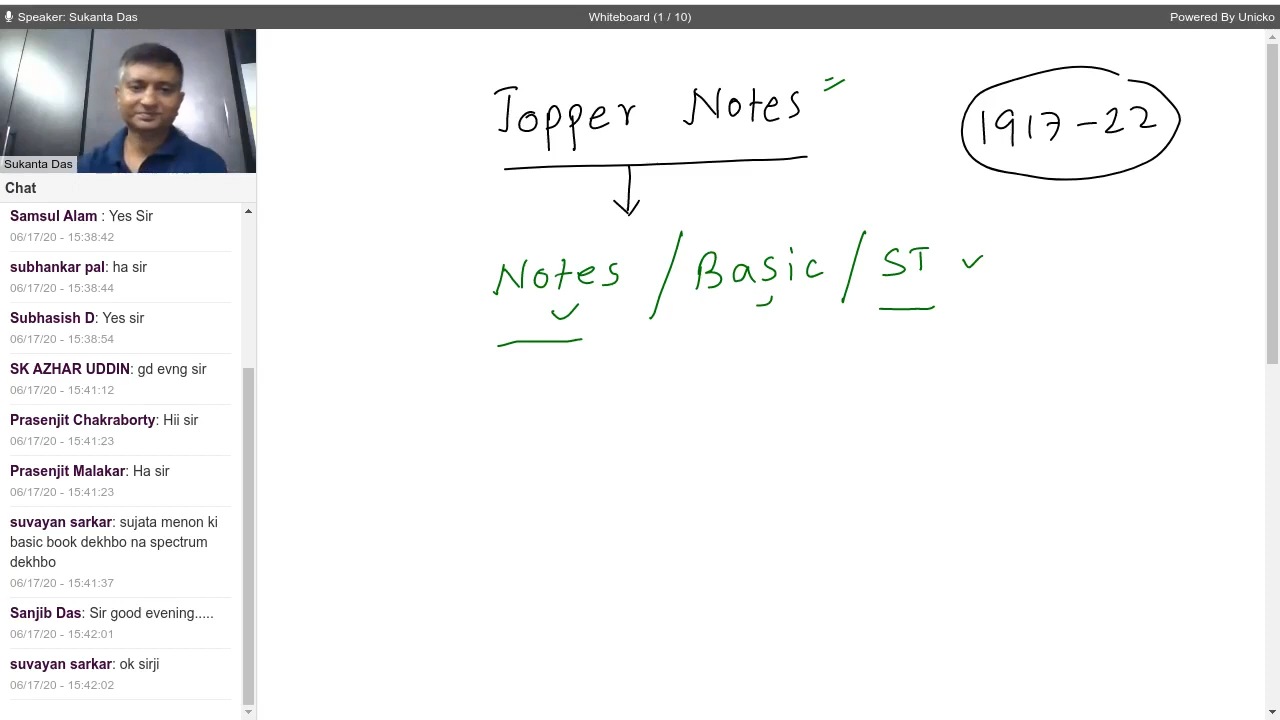 Speaker: Sukanta Das
Whiteboard (1 / 10)
Powered By Unicko
Sukanta Das
Chat
Samsul Alam : Yes Sir
06/17/20 - 15:38:42
subhankar pal: ha sir
06/17/20 - 15:38:44
Subhasish D: Yes sir
06/17/20 - 15:38:54
SK AZHAR UDDIN: gd evng sir
06/17/20 - 15:41:12
Prasenjit Chakraborty: Hii sir
06/17/20 - 15:41:23
Prasenjit Malakar: Ha sir
06/17/20 - 15:41:23
suvayan sarkar: sujata menon ki
basic book dekhbo na spectrum
dekhbo
06/17/20 - 15:41:37
Sanjib Das: Sir good evening.....
06/17/20 - 15:42:01
suvayan sarkar: ok sirji
06/17/20 - 15:42:02
Topper Notes
1917-22
Notes / Basic / ST